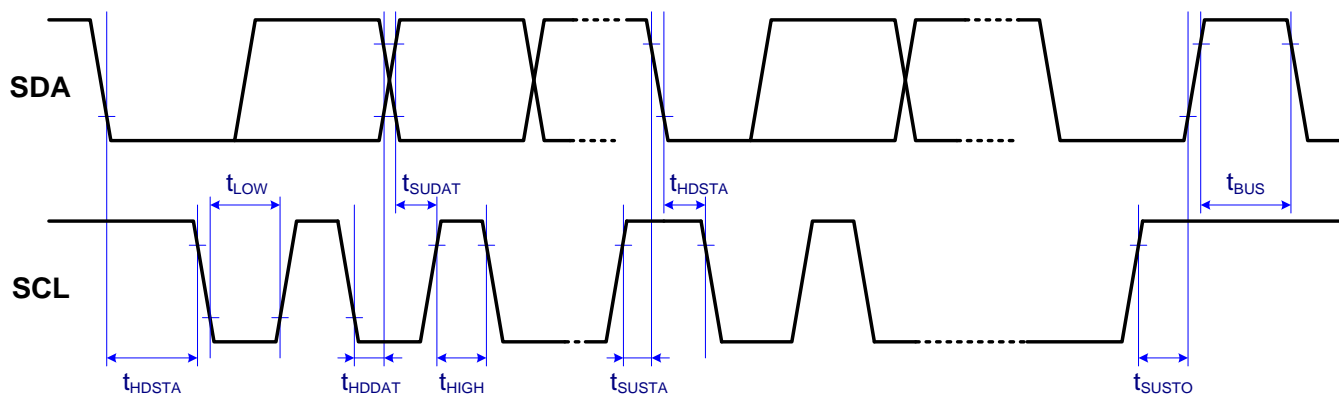 SDA
tLOW
tSUDAT
tHDSTA
tBUS
SCL
tHDSTA
tHDDAT
tHIGH
tSUSTA
tSUSTO